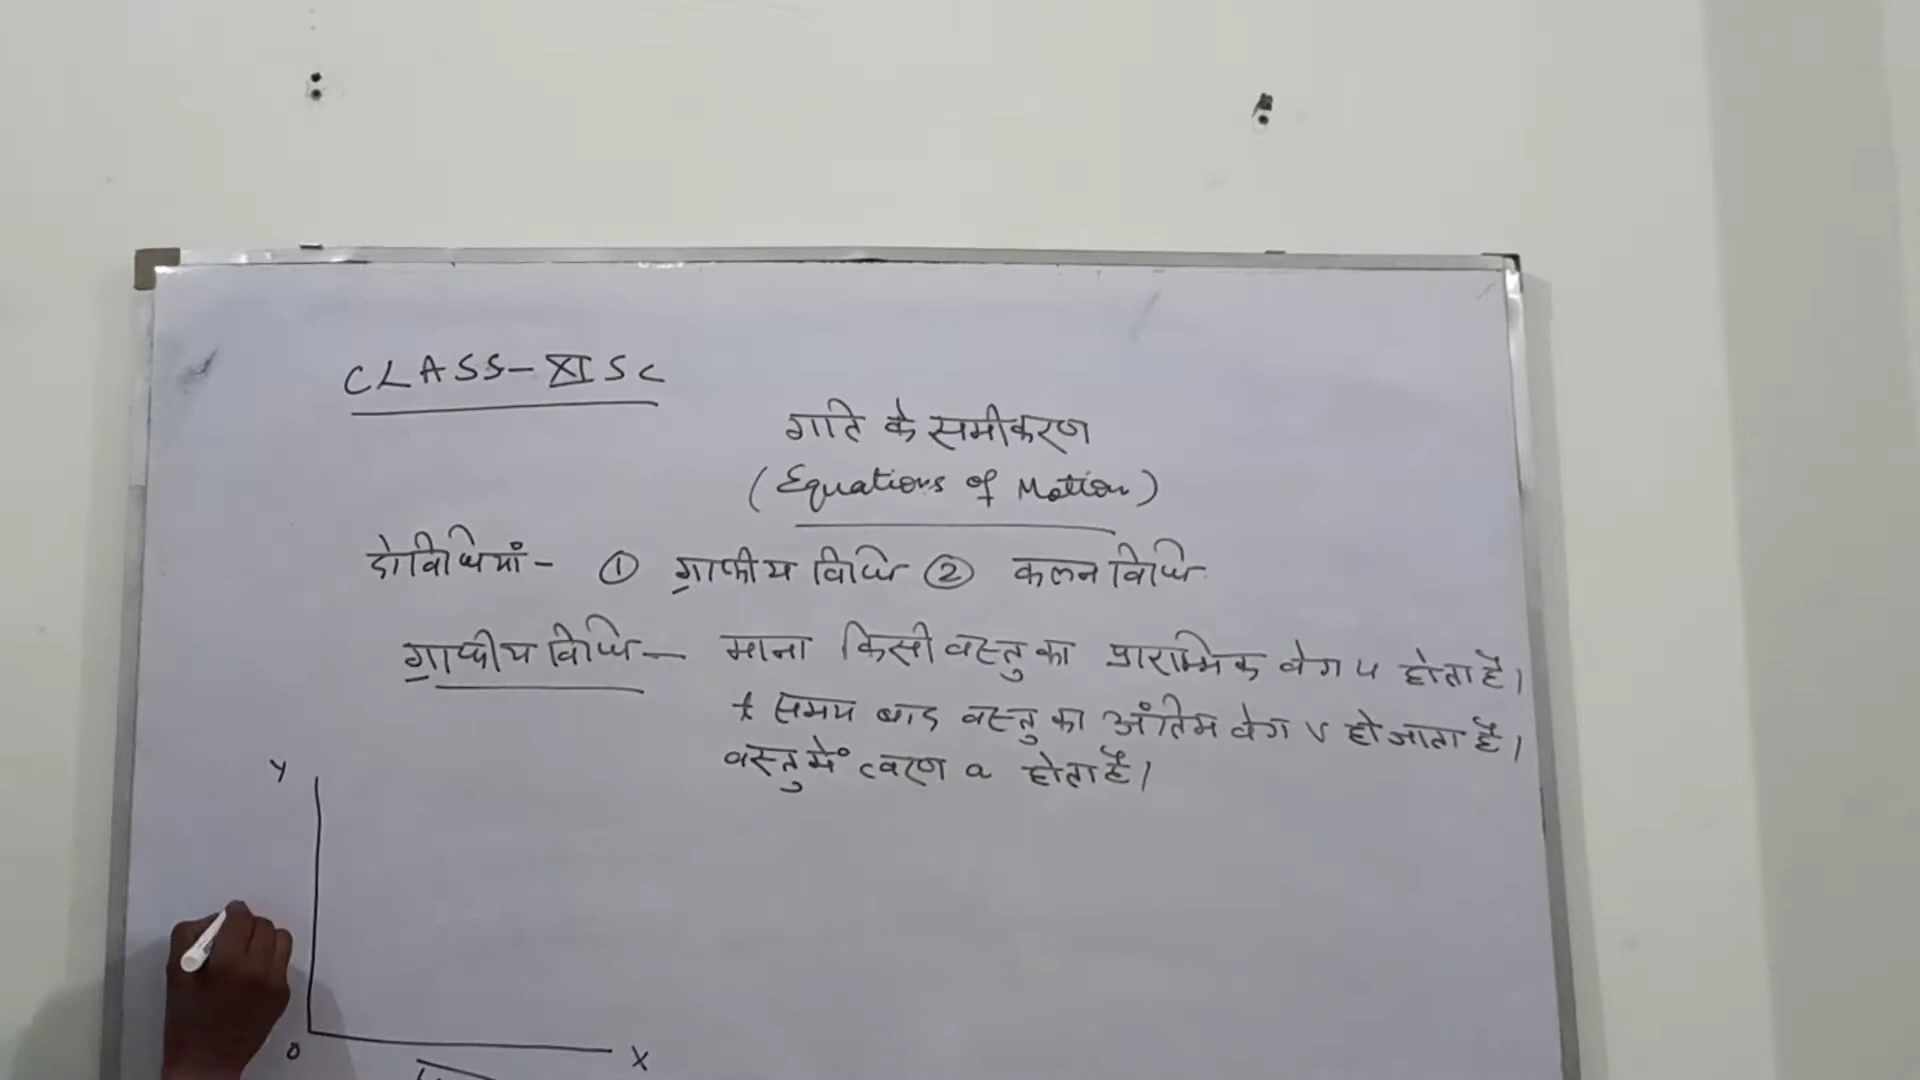 CLASS-XI SC
गति के समीकरण
(Equations of Motion)
दो विधियां- ① ग्राफीय विधि ② कलन विधि
ग्राफीय विधि- माना किसी वस्तु का प्रारम्भिक वेग u होता है।
t समय बाद वस्तु का अंतिम वेग v हो जाता है।
वस्तु में त्वरण a होता है।
Y
O
X